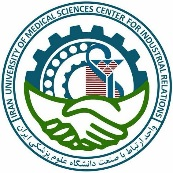 IRAN UNIVERSITY OF MEDICAL SCIENCES CENTER FOR INDUSTRIAL RELATIONS
واحد ارتباط با صنعت دانشگاه علوم پزشکی ایران